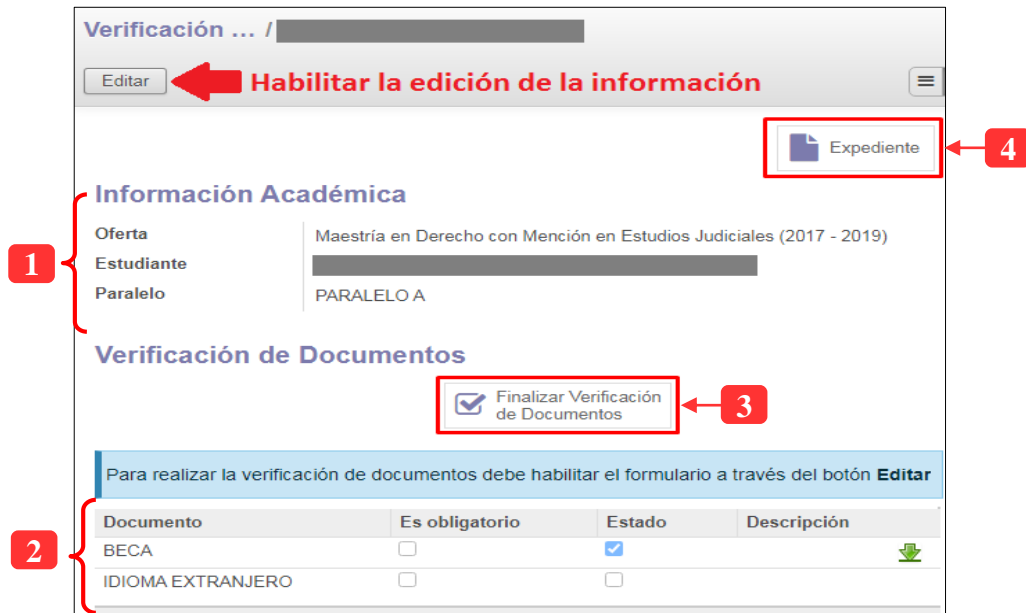 Verificación ... /
Editar
Habilitar la edición de la información
Expediente
4
Información Académica
1
Oferta
Maestría en Derecho con Mención en Estudios Judiciales (2017 - 2019)
Estudiante
Paralelo
PARALELO A
Verificación de Documentos
Finalizar Verificación
de Documentos
3
Para realizar la verificación de documentos debe habilitar el formulario a través del botón Editar
2
Documento Es obligatorio Estado Descripción
BECA
IDIOMA EXTRANJERO